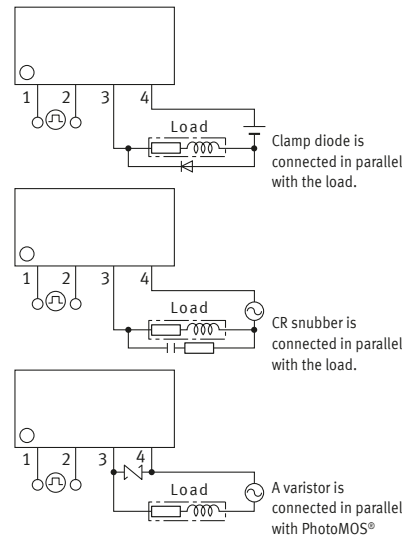 1 2 3 4
Load
Clamp diode is
connected in parallel
with the load.
1 2 3 4
Load
CR snubber is
connected in parallel
with the load.
1 2 3 4
Load
A varistor is
connected in parallel
with PhotoMOS®